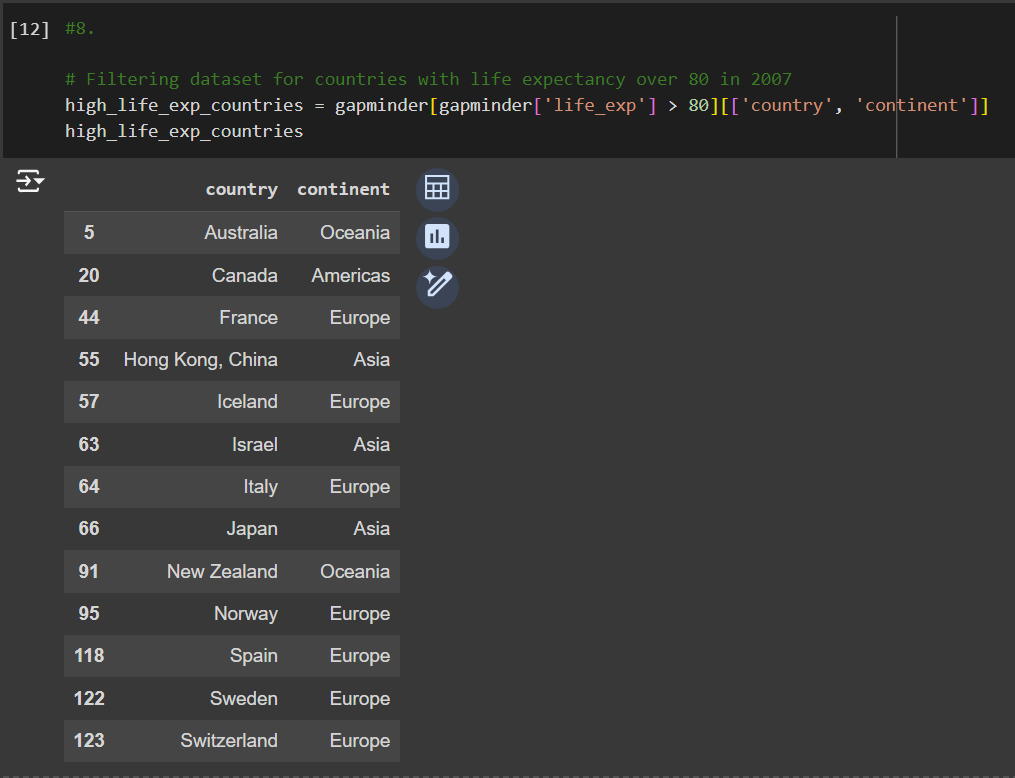 [12] #8.
# Filtering dataset for countries with life expectancy over 80 in 2007
high_life_exp_countries = gapminder[gapminder['life_exp'] > 80][['country', 'continent']]
high_life_exp_countries
country continent
5 Australia Oceania
20 Canada Americas
44 France Europe
55 Hong Kong, China Asia
57 Iceland Europe
63 Israel Asia
64 Italy Europe
66 Japan Asia
91 New Zealand Oceania
95 Norway Europe
118 Spain Europe
122 Sweden Europe
123 Switzerland Europe